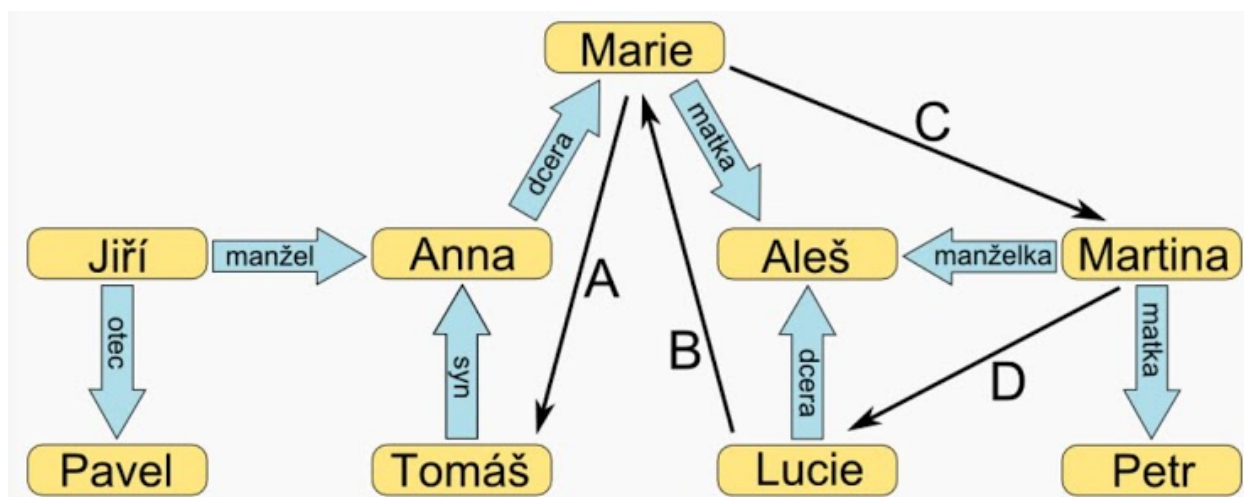 Marie
dcera
matka
C
Jiří
manžel
Anna
A
Aleš
manželka
Martina
otec
syn
B
dcera
D
matka
Pavel
Tomáš
Lucie
Petr